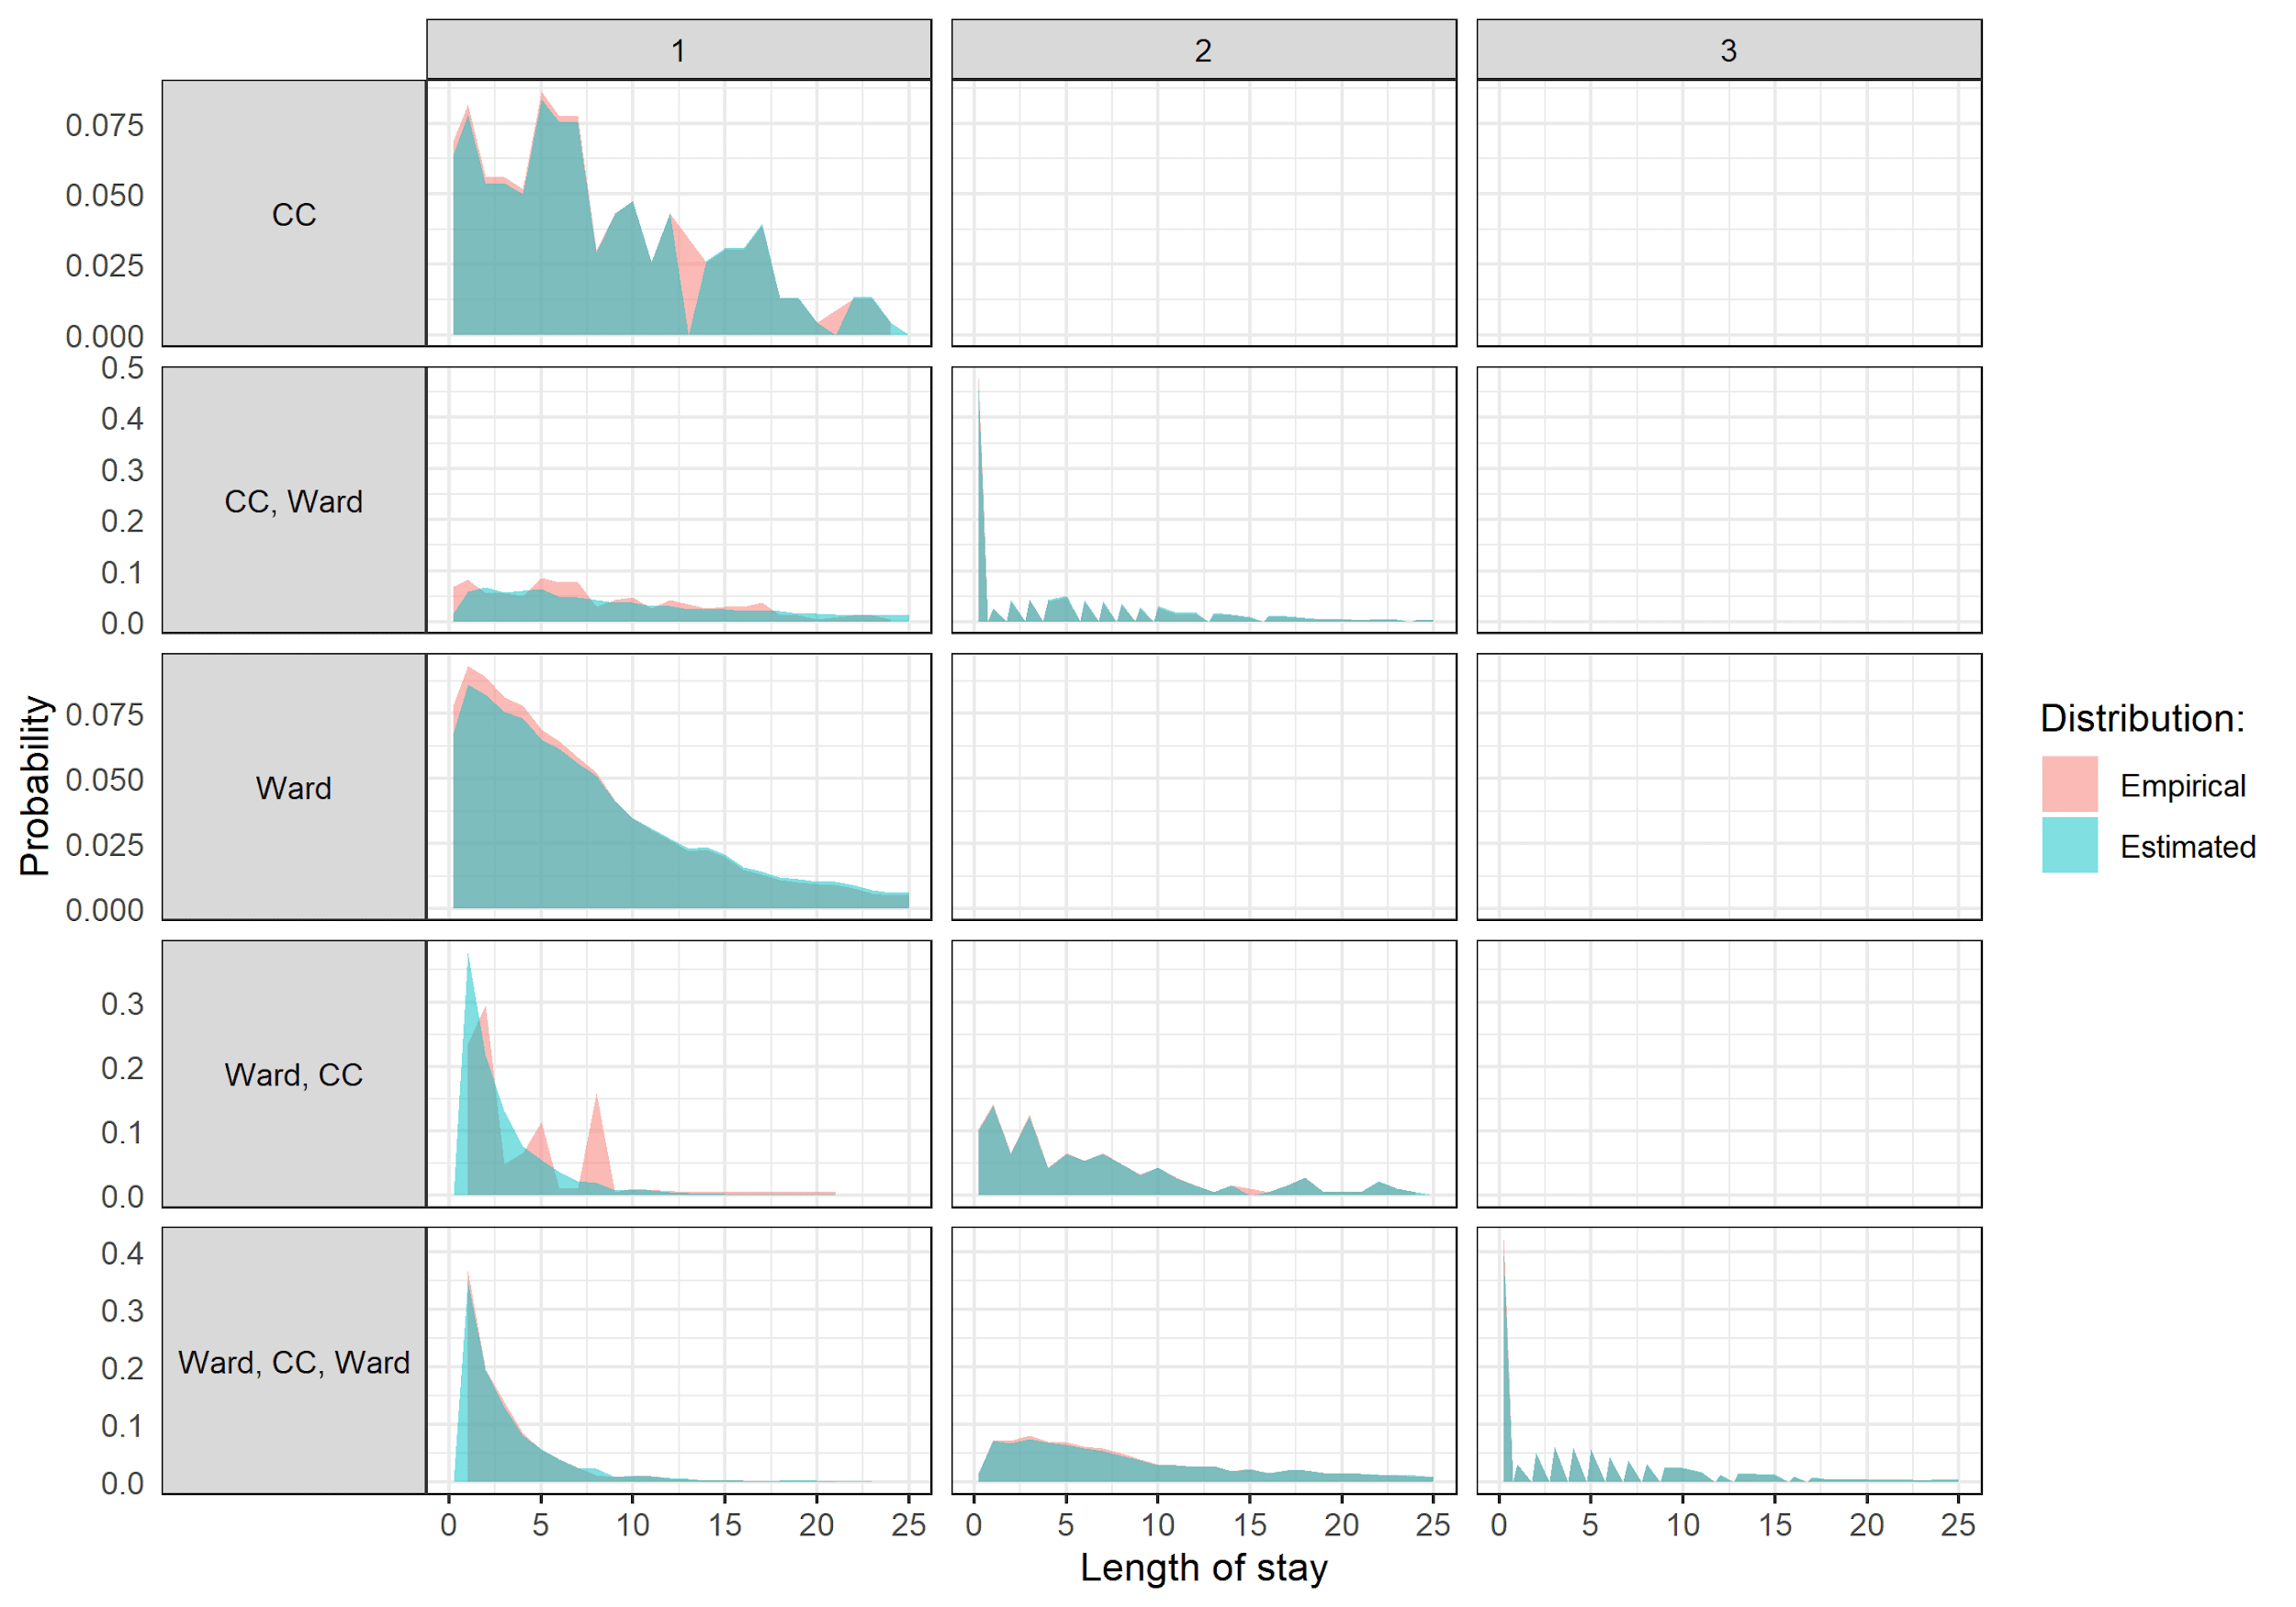 1 2 3
0.075
0.050
0.025
0.000
CC
0.5
0.4
0.3
0.2
0.1
0.0
CC, Ward
Probability
0.075
0.050
0.025
0.000
Ward
Distribution:
Empirical
Estimated
0.3
0.2
0.1
0.0
Ward, CC
0.4
0.3
0.2
0.1
0.0
Ward, CC, Ward
0 5 10 15 20 25 0 5 10 15 20 25 0 5 10 15 20 25
Length of stay